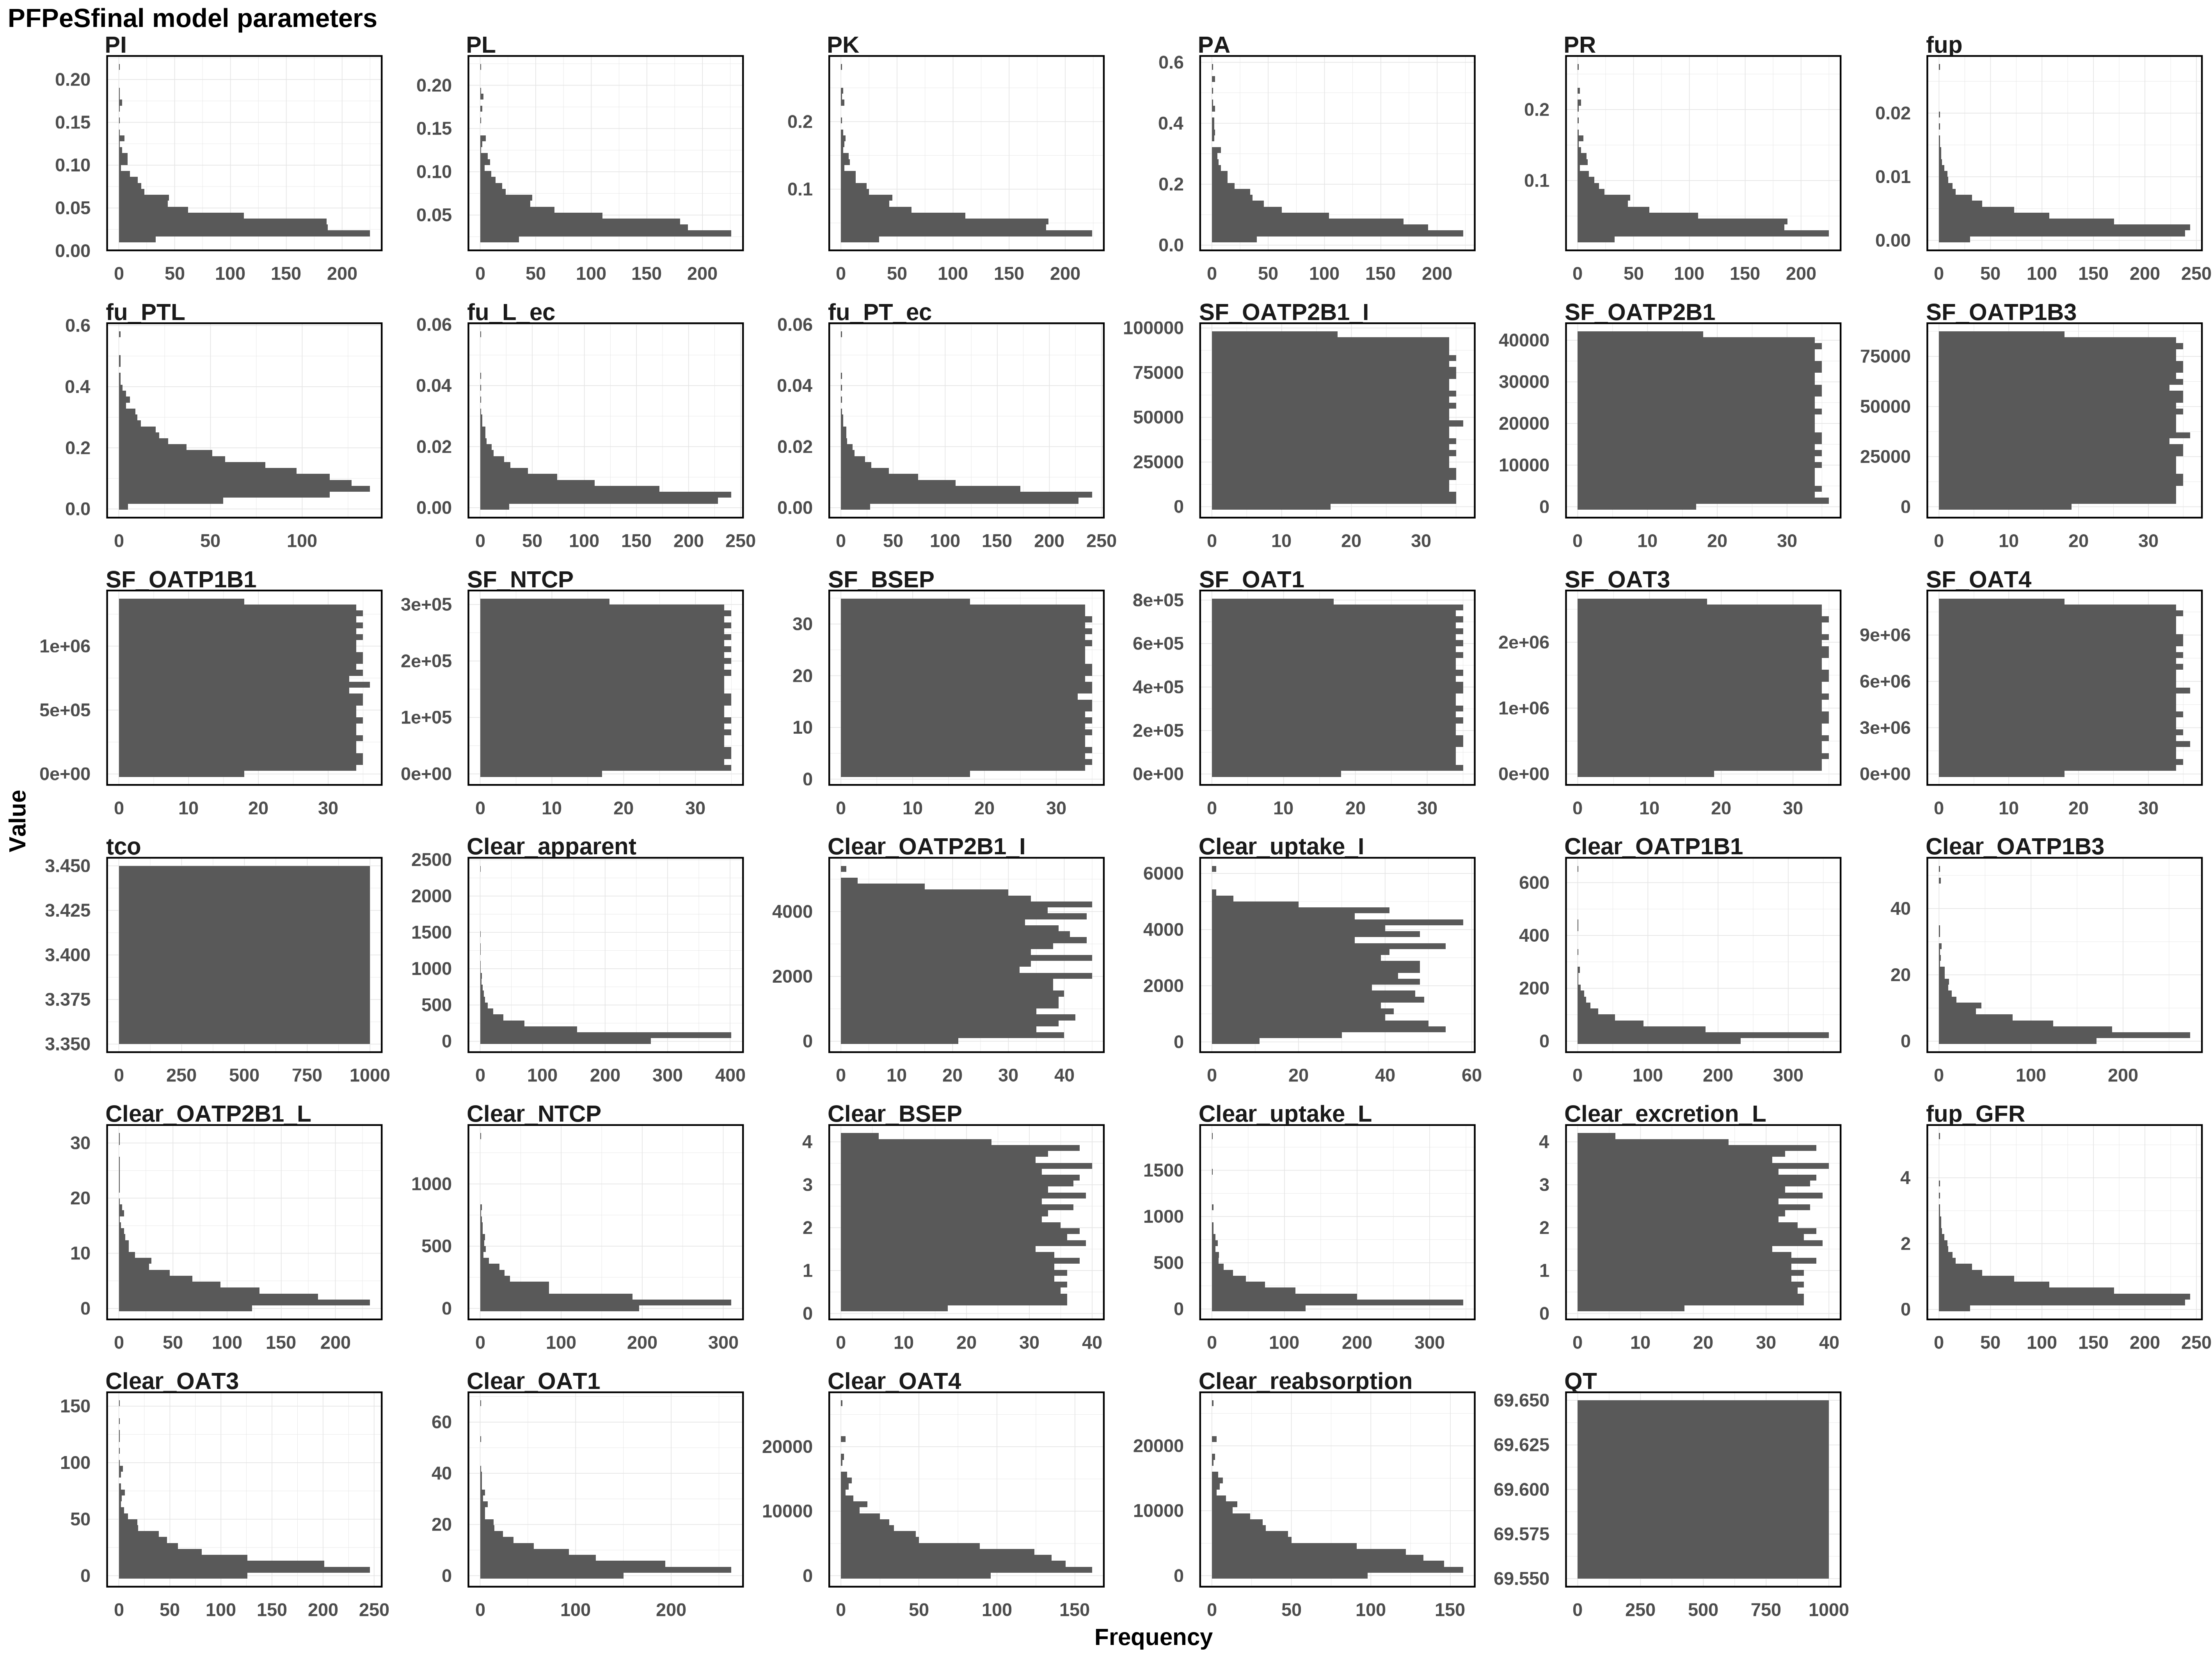 PFPeSfinal model parameters
PI PL PK PA PR fup
0.20 0.15 0.10 0.05 0.00
0 50 100 150 200
0.20 0.15 0.10 0.05
0 50 100 150 200
0.2 0.1
0 50 100 150 200
0.6 0.4 0.2 0.0
0 50 100 150 200
0.2 0.1
0 50 100 150 200
0.02 0.01 0.00
0 50 100 150 200 250
fu_PTL fu_L_ec fu_PT_ec SF_OATP2B1_I SF_OATP2B1 SF_OATP1B3
0.6 0.4 0.2 0.0
0 50 100
0.06 0.04 0.02 0.00
0 50 100 150 200 250
0.06 0.04 0.02 0.00
0 50 100 150 200 250
100000 75000 50000 25000 0
0 10 20 30
40000 30000 20000 10000 0
0 10 20 30
75000 50000 25000 0
0 10 20 30
SF_OATP1B1 SF_NTCP SF_BSEP SF_OAT1 SF_OAT3 SF_OAT4
1e+06 5e+05 0e+00
0 10 20 30
3e+05 2e+05 1e+05 0e+00
0 10 20 30
30 20 10 0
0 10 20 30
8e+05 6e+05 4e+05 2e+05 0e+00
0 10 20 30
2e+06 1e+06 0e+00
0 10 20 30
9e+06 6e+06 3e+06 0e+00
0 10 20 30
Value
tco Clear_apparent Clear_OATP2B1_I Clear_uptake_I Clear_OATP1B1 Clear_OATP1B3
3.450 3.425 3.400 3.375 3.350
0 250 500 750 1000
2500 2000 1500 1000 500 0
0 100 200 300 400
4000 2000 0
0 10 20 30 40
6000 4000 2000 0
0 20 40 60
600 400 200 0
0 100 200 300
40 20 0
0 100 200
Clear_OATP2B1_L Clear_NTCP Clear_BSEP Clear_uptake_L Clear_excretion_L fup_GFR
30 20 10 0
0 50 100 150 200
1000 500 0
0 100 200 300
4 3 2 1 0
0 10 20 30 40
1500 1000 500 0
0 100 200 300
4 3 2 1 0
0 10 20 30 40
4 2 0
0 50 100 150 200 250
Clear_OAT3 Clear_OAT1 Clear_OAT4 Clear_reabsorption QT
150 100 50 0
0 50 100 150 200 250
60 40 20 0
0 100 200
20000 10000 0
0 50 100 150
20000 10000 0
0 50 100 150
69.650 69.625 69.600 69.575 69.550
0 250 500 750 1000
Frequency